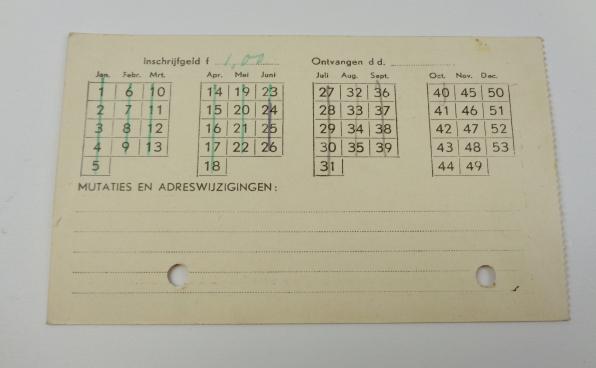 Inschrijfgeld f 1,00 Ontvangen d d.
Jan. Febr. Mrt. Apr. Mei Juni Juli Aug. Sept. Oct. Nov. Dec.
1 6 10 14 19 23 27 32 36 40 45 50
2 7 11 15 20 24 28 33 37 41 46 51
3 8 12 16 21 25 29 34 38 42 47 52
4 9 13 17 22 26 30 35 39 43 48 53
5 18 31 44 49
MUTATIES EN ADRESWIJZIGINGEN: